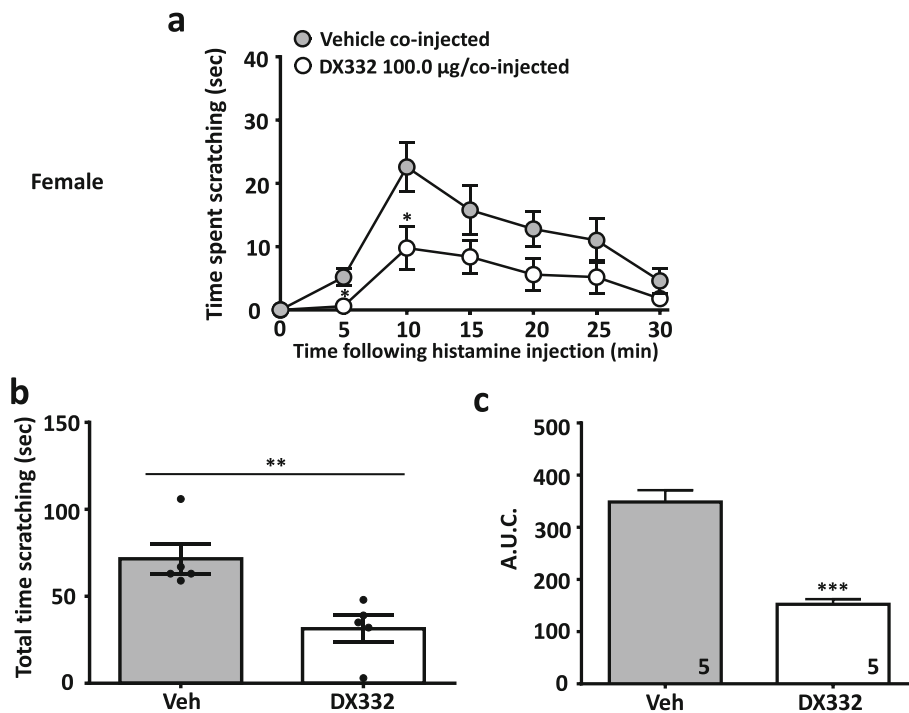 a
Vehicle co-injected
DX332 100.0 µg/co-injected
Female
Time spent scratching (sec)
40
30
20
10
0
*
*
0 5 10 15 20 25 30
Time following histamine injection (min)
b
Total time scratching (sec)
150
100
50
0
**
Veh DX332
c
A.U.C.
500
400
300
200
100
0
***
5 5
Veh DX332